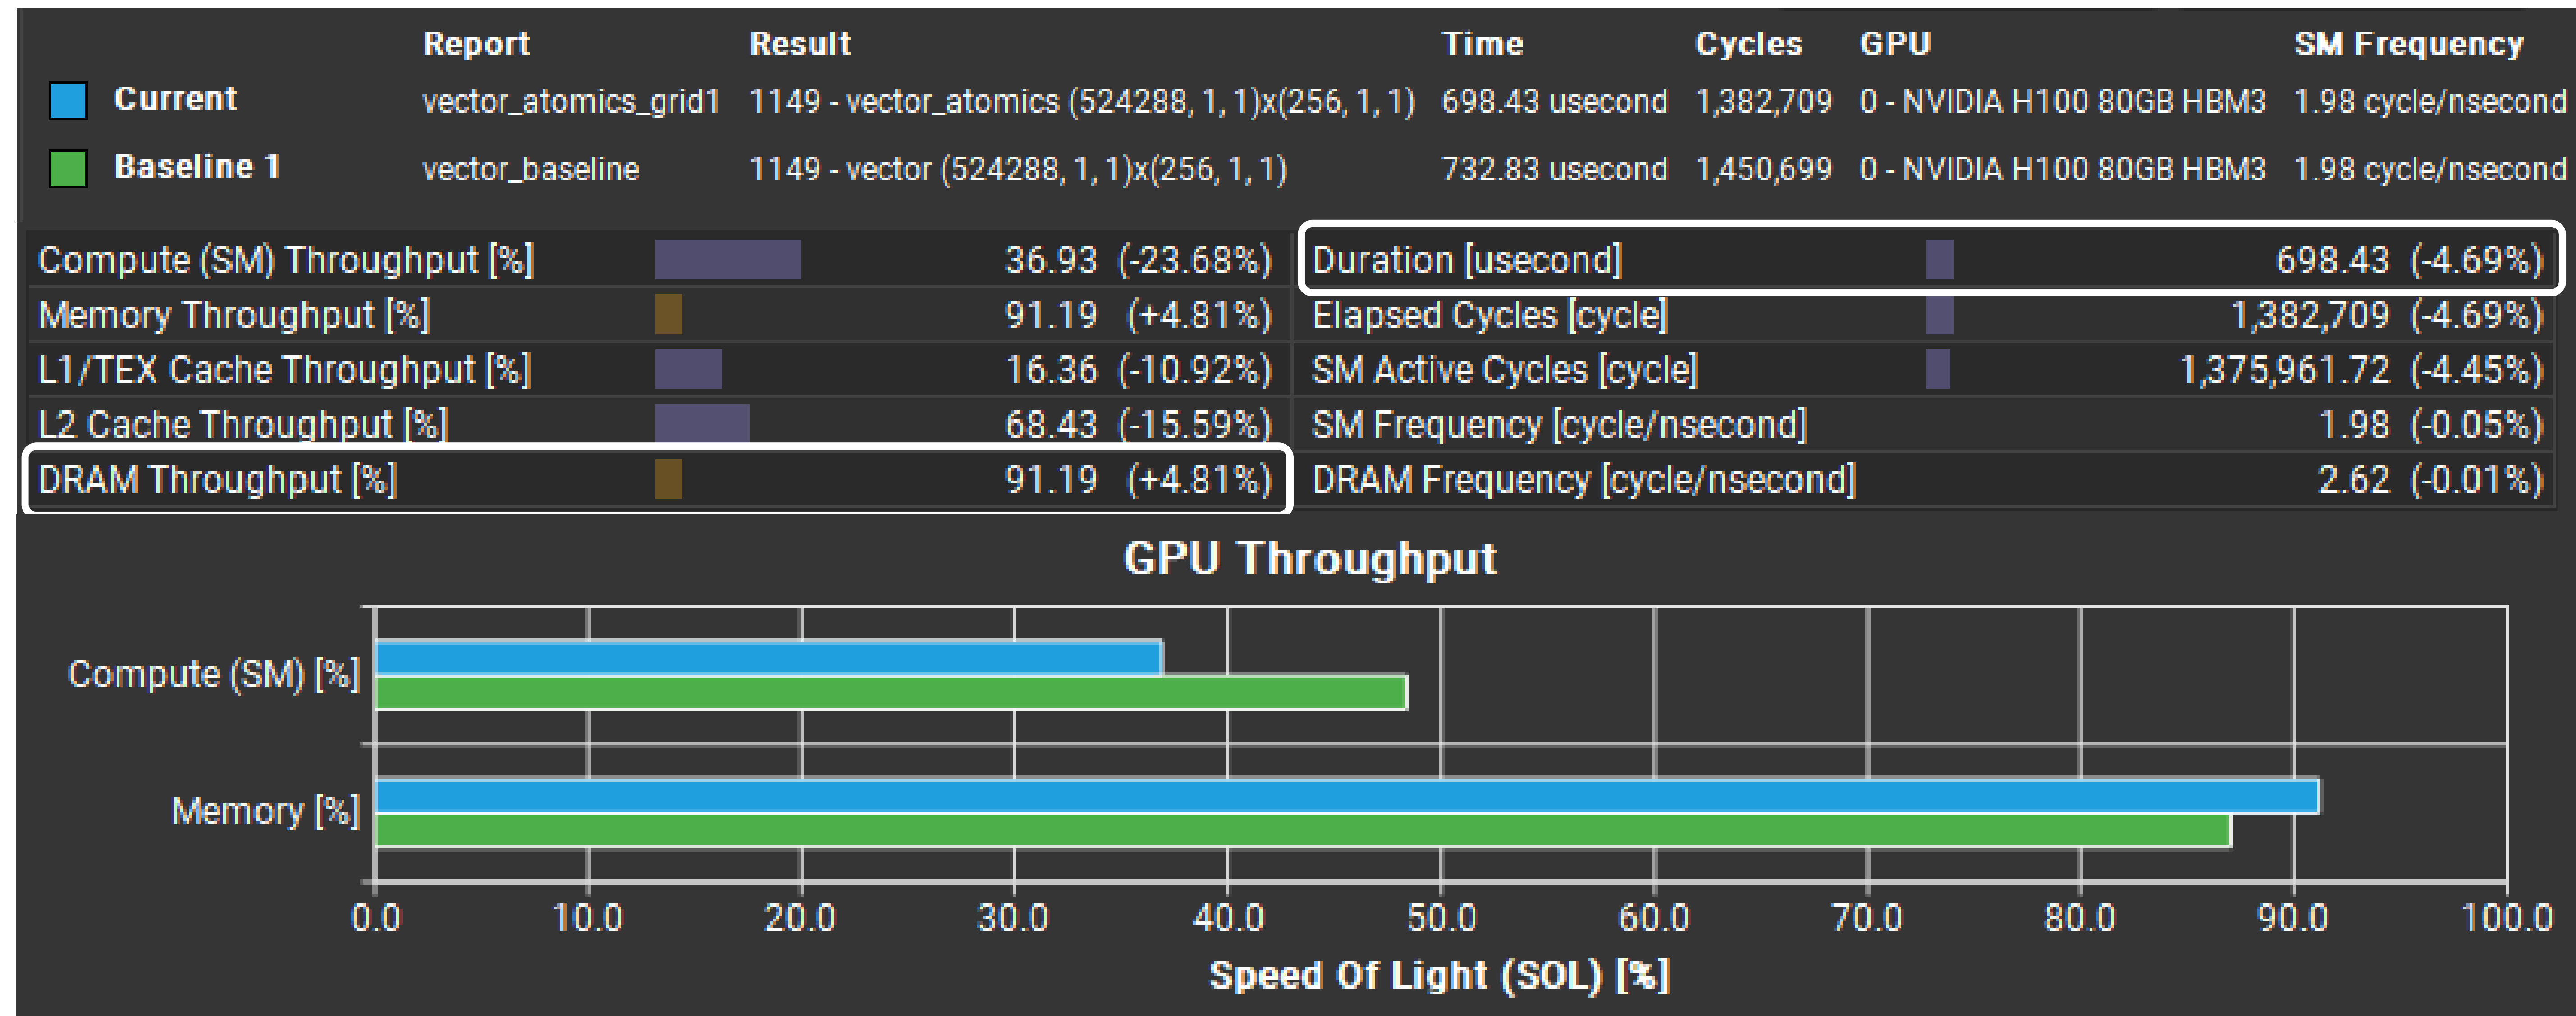 Report Result Time Cycles GPU SM Frequency
Current vector_atomics_grid1 1149 - vector_atomics (524288, 1, 1)x(256, 1, 1) 698.43 usecond 1,382,709 0 - NVIDIA H100 80GB HBM3 1.98 cycle/nsecond
Baseline 1 vector_baseline 1149 - vector (524288, 1, 1)x(256, 1, 1) 732.83 usecond 1,450,699 0 - NVIDIA H100 80GB HBM3 1.98 cycle/nsecond
Compute (SM) Throughput [%] 36.93 (-23.68%) Duration [usecond] 698.43 (-4.69%)
Memory Throughput [%] 91.19 (+4.81%) Elapsed Cycles [cycle] 1,382,709 (-4.69%)
L1/TEX Cache Throughput [%] 16.36 (-10.92%) SM Active Cycles [cycle] 1,375,961.72 (-4.45%)
L2 Cache Throughput [%] 68.43 (-15.59%) SM Frequency [cycle/nsecond] 1.98 (-0.05%)
DRAM Throughput [%] 91.19 (+4.81%) DRAM Frequency [cycle/nsecond] 2.62 (-0.01%)
GPU Throughput
Compute (SM) [%]
Memory [%]
0.0 10.0 20.0 30.0 40.0 50.0 60.0 70.0 80.0 90.0 100.0
Speed Of Light (SOL) [%]